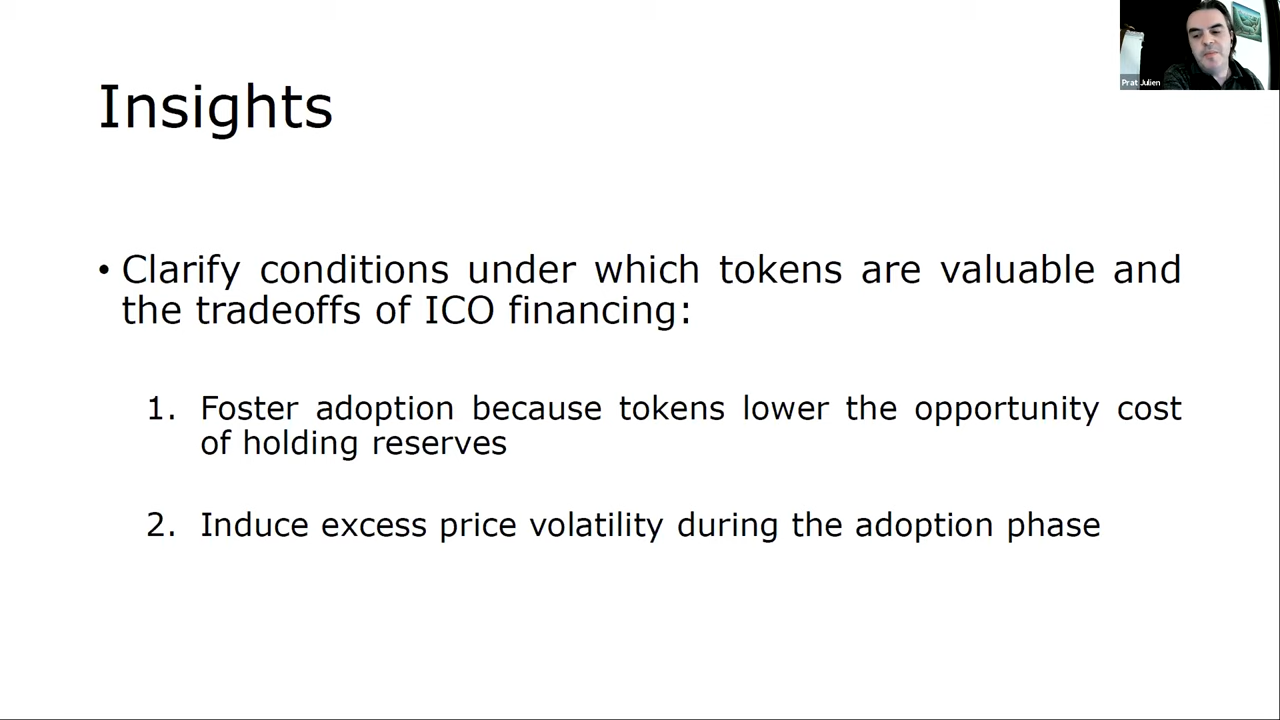 Prat Julien
Insights
• Clarify conditions under which tokens are valuable and
the tradeoffs of ICO financing:
1. Foster adoption because tokens lower the opportunity cost
of holding reserves
2. Induce excess price volatility during the adoption phase